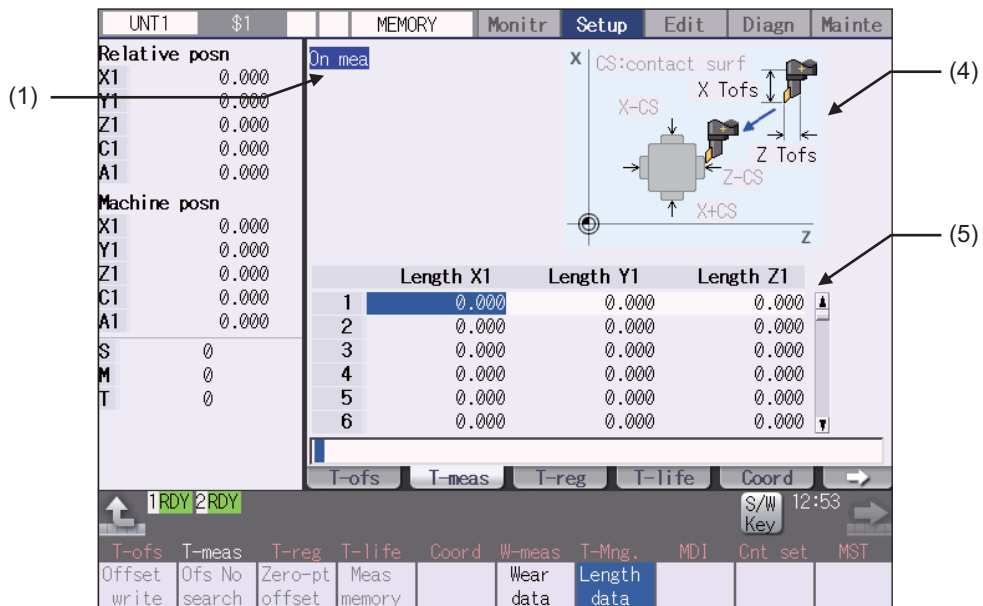 UNT1 $1 MEMORY Monitr Setup Edit Diagn Mainte
Relative posn
X1 0.000
Y1 0.000
Z1 0.000
C1 0.000
A1 0.000
Machine posn
X1 0.000
Y1 0.000
Z1 0.000
C1 0.000
A1 0.000
S 0
M 0
T 0
(1)
On mea
X CS:contact surf
X Tofs
X-CS
Z Tofs
Z-CS
X+CS
Z
(4)
(5)
Length X1 Length Y1 Length Z1
1 0.000 0.000 0.000
2 0.000 0.000 0.000
3 0.000 0.000 0.000
4 0.000 0.000 0.000
5 0.000 0.000 0.000
6 0.000 0.000 0.000
T-ofs T-meas T-reg T-life Coord
1RDY 2RDY S/W Key 12:53
T-ofs T-meas T-reg T-life Coord W-meas T-Mng. MDI Cnt set MST
Offset Ofs No Zero-pt Meas Wear Length
write search offset memory data data